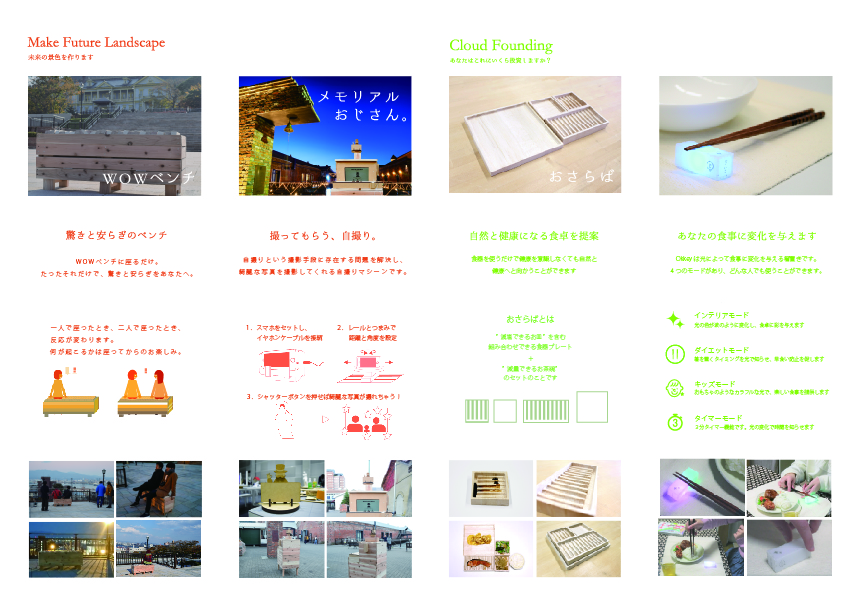 Make Future Landscape
未来の景色を作ります
WOWベンチ
驚きと安らぎのベンチ
WOWベンチに座るだけ。
たったそれだけで、驚きと安らぎをあなたへ。
一人で座ったとき、二人で座ったとき、
反応が変わります。
何が起こるかは座ってからのお楽しみ。
メモリアル
おじさん。
撮ってもらう、自撮り。
自撮りという撮影手段に存在する問題を解決し、
綺麗な写真を撮影してくれる自撮りマシーンです。
1．スマホをセットし、
イヤホンケーブルを接続
2．レールとつまみで
距離と角度を設定
3．シャッターボタンを押せば綺麗な写真が撮れちゃう！
Cloud Founding
あなたはこれにいくら投資しますか？
おさらば
自然と健康になる食卓を提案
食器を使うだけで健康を意識しなくても自然と
健康へと向かうことができます
おさらばとは
"減塩できるお皿"を含む
組み合わせできる食器プレート
+
"減量できるお茶碗"
のセットのことです
あなたの食事に変化を与えます
は光によって食事に変化を与える箸置きです。
4つのモードがあり、どんな人でも使うことができます。
インテリアモード
光の色が虹のように変化し、食卓に彩を与えます
ダイエットモード
箸を置くタイミングを光で知らせ、早食い防止を促します
キッズモード
おもちゃのようなカラフルな光で、楽しい食事を提供します
タイマーモード
3分タイマー機能です。光の変化で時間を知らせます